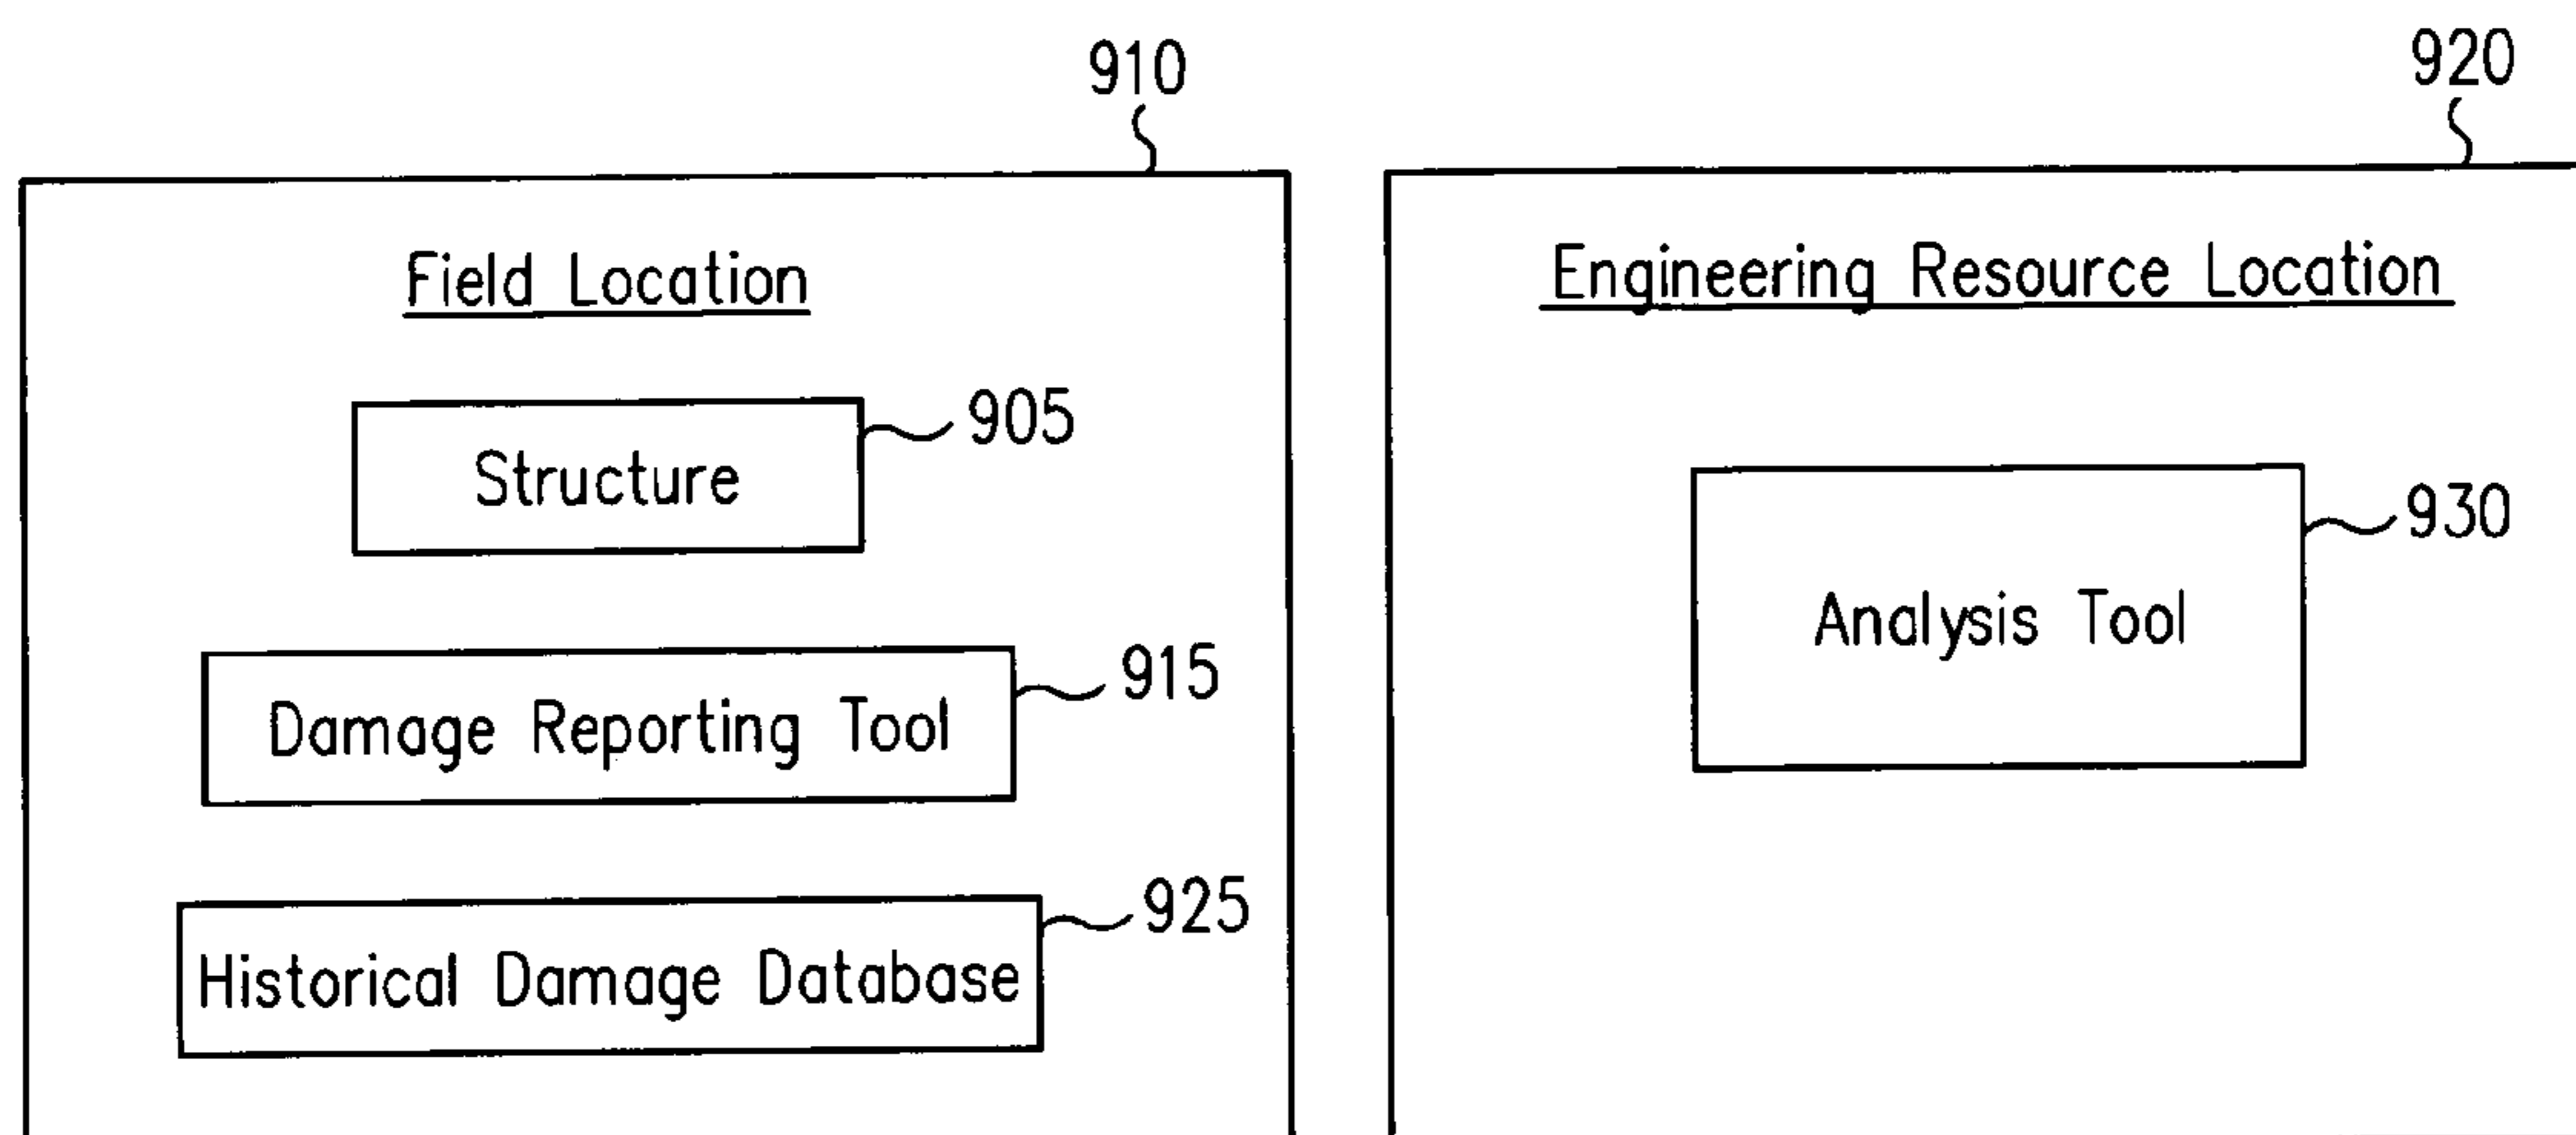 910
Field Location
Structure
905
Damage Reporting Tool
915
Historical Damage Database
925
920
Engineering Resource Location
Analysis Tool
930